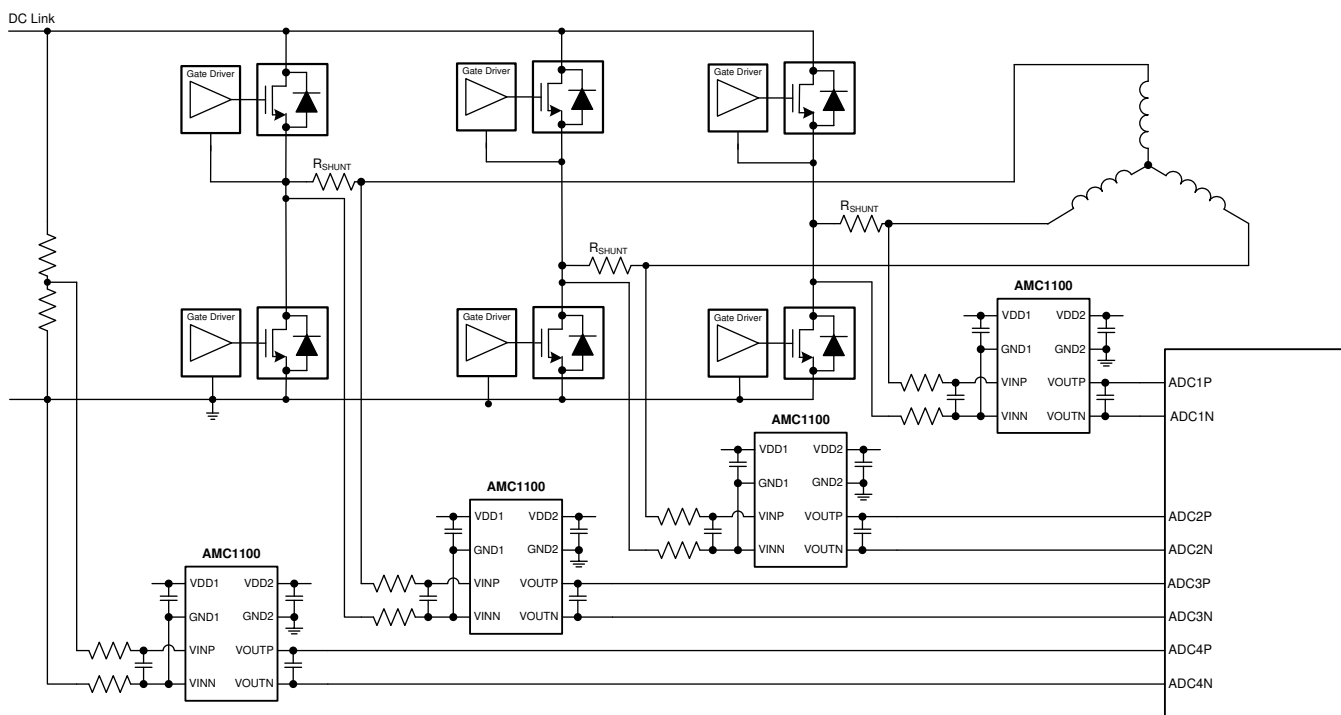 DC Link
Gate Driver
Gate Driver
Gate Driver
RSHUNT
RSHUNT
RSHUNT
Gate Driver
Gate Driver
Gate Driver
AMC1100
VDD1 VDD2
GND1 GND2
VINP VOUTP
VINN VOUTN
ADC1P
ADC1N
AMC1100
VDD1 VDD2
GND1 GND2
VINP VOUTP
VINN VOUTN
ADC2P
ADC2N
AMC1100
VDD1 VDD2
GND1 GND2
VINP VOUTP
VINN VOUTN
ADC3P
ADC3N
AMC1100
VDD1 VDD2
GND1 GND2
VINP VOUTP
VINN VOUTN
ADC4P
ADC4N